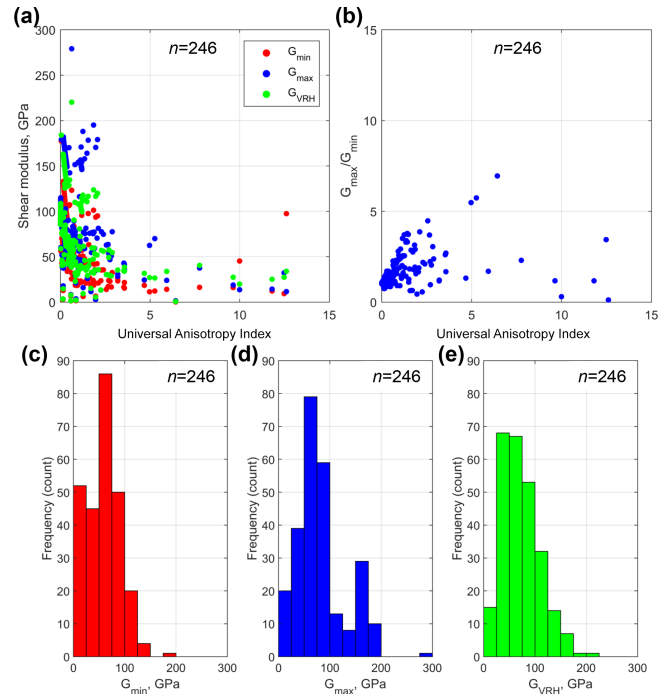 (a)
n=246
300
250
200
150
100
50
0
Shear modulus, GPa
G_min
G_max
G_VRH
0 5 10 15
Universal Anisotropy Index
(b)
n=246
15
10
5
0
G_max/G_min
0 5 10 15
Universal Anisotropy Index
(c)
n=246
90
80
70
60
50
40
30
20
10
0
Frequency (count)
0 100 200 300
G_min, GPa
(d)
n=246
90
80
70
60
50
40
30
20
10
0
Frequency (count)
0 100 200 300
G_max, GPa
(e)
n=246
90
80
70
60
50
40
30
20
10
0
Frequency (count)
0 100 200 300
G_VRH, GPa